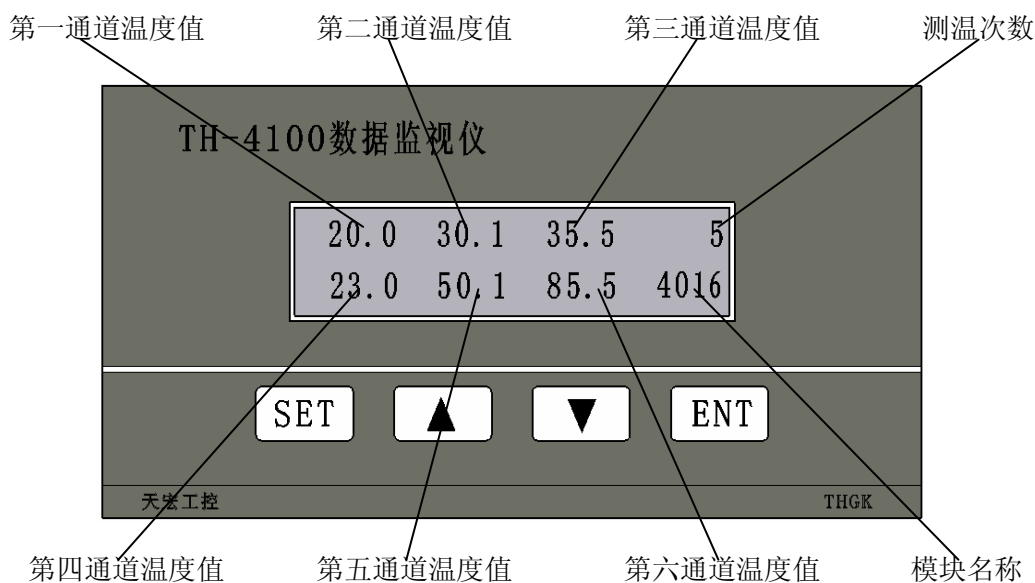 第一通道温度值 第二通道温度值 第三通道温度值 测温次数
TH-4100数据监视仪
20.0 30.1 35.5 5
23.0 50.1 85.5 4016
SET ▲ ▼ ENT
天宏工控 THGK
第四通道温度值 第五通道温度值 第六通道温度值 模块名称